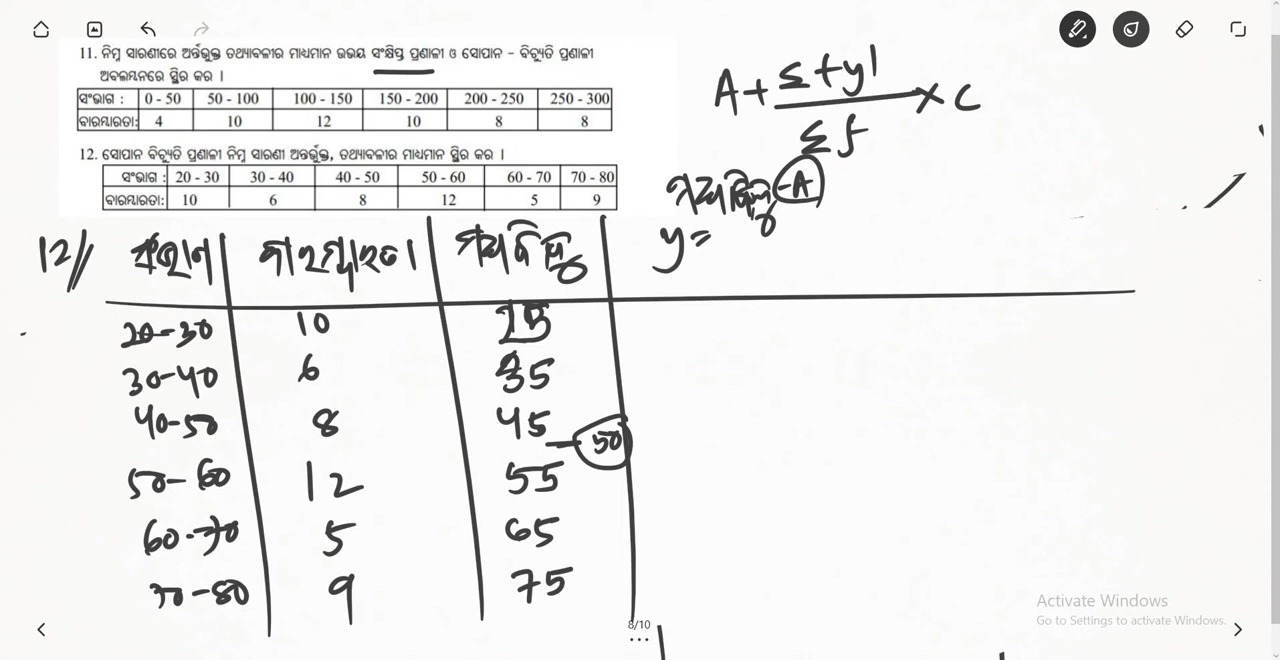 11. ନିମ୍ନ ସାରଣୀରେ ଅର୍ନ୍ତଭୁକ୍ତ ତଥ୍ୟାବଳୀର ମାଧ୍ୟମାନ ଉଭୟ ସଂକ୍ଷିପ୍ତ ପ୍ରଣାଳୀ ଓ ସୋପାନ – ବିଚ୍ୟୁତି ପ୍ରଣାଳୀ
ଅବଲମ୍ବନରେ ସ୍ଥିର କର ।
ସଂଭାଗ : 0 - 50 50 - 100 100 - 150 150 - 200 200 - 250 250 - 300
ବାରମ୍ବାରତା: 4 10 12 10 8 8
12. ସୋପାନ ବିଚ୍ୟୁତି ପ୍ରଣାଳୀ ନିମ୍ନ ସାରଣୀ ଅନ୍ତର୍ଭୁକ୍ତ, ତଥ୍ୟାବଳୀର ମାଧ୍ୟମାନ ସ୍ଥିର କର ।
ସଂଭାଗ : 20 - 30 30 - 40 40 - 50 50 - 60 60 - 70 70 - 80
ବାରମ୍ବାରତା: 10 6 8 12 5 9
A + Σfy' / Σf × C
ମଧ୍ୟବିନ୍ଦୁ -A
y =
12// ସଂଭାଗ ବାରମ୍ବାରତା ମଧ୍ୟବିନ୍ଦୁ
20-30 10 25
30-40 6 35
40-50 8 45
50
50-60 12 55
60-70 5 65
70-80 9 75
8/10
Activate Windows
Go to Settings to activate Windows.